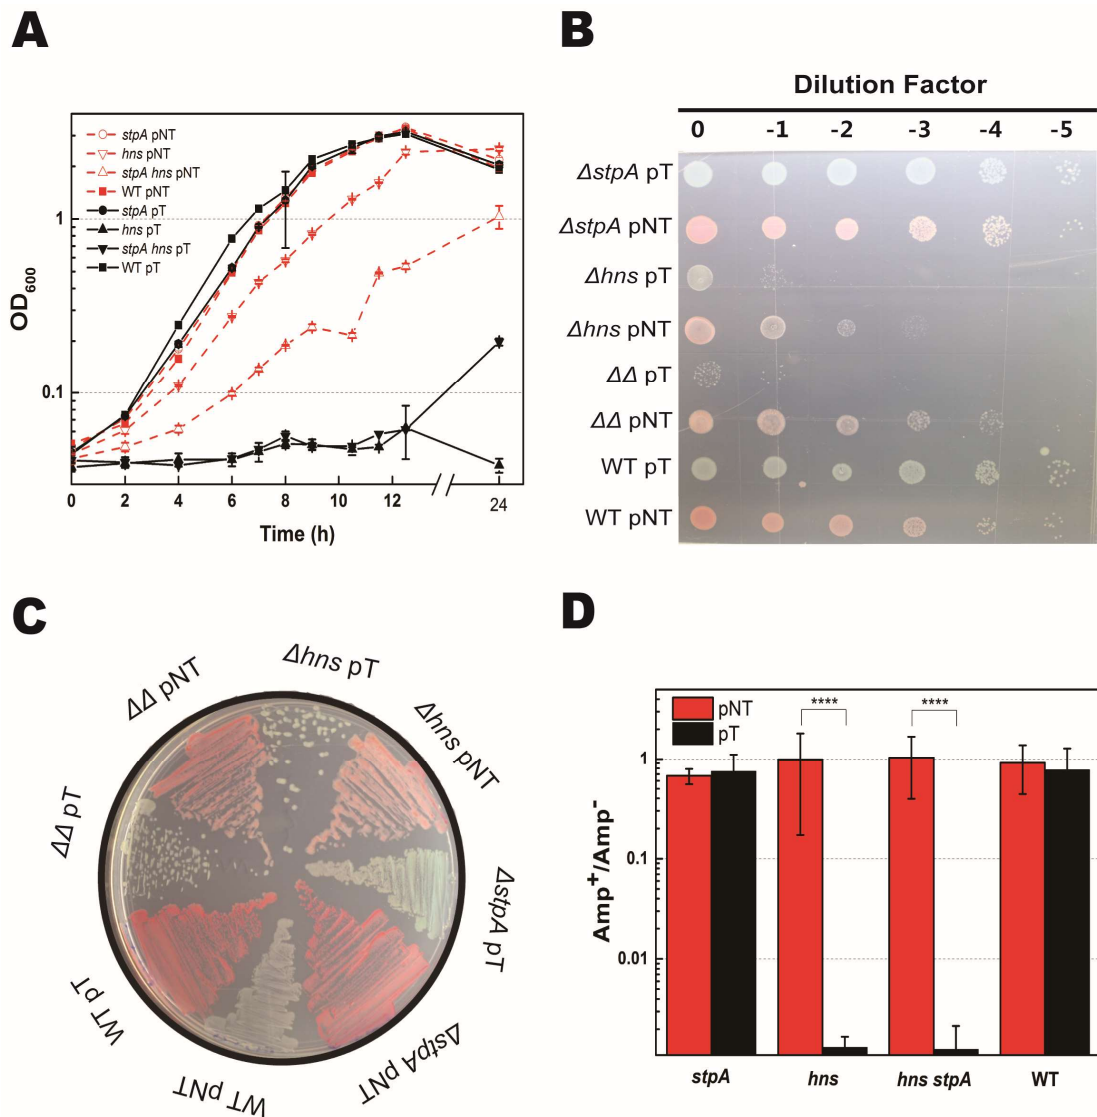 A
stpA pNT
hns pNT
stpA hns pNT
WT pNT
stpA pT
hns pT
stpA hns pT
WT pT
1
0.1
OD600
0 2 4 6 8 10 12 24
Time (h)
B
Dilution Factor
0 -1 -2 -3 -4 -5
ΔstpA pT
ΔstpA pNT
Δhns pT
Δhns pNT
ΔΔ pT
ΔΔ pNT
WT pT
WT pNT
C
Δhns pT
Δhns pNT
ΔstpA pT
ΔstpA pNT
WT pNT
WT pT
ΔΔ pT
ΔΔ pNT
D
pNT
pT
**** ****
1
0.1
0.01
Amp+/Amp-
stpA hns hns stpA WT